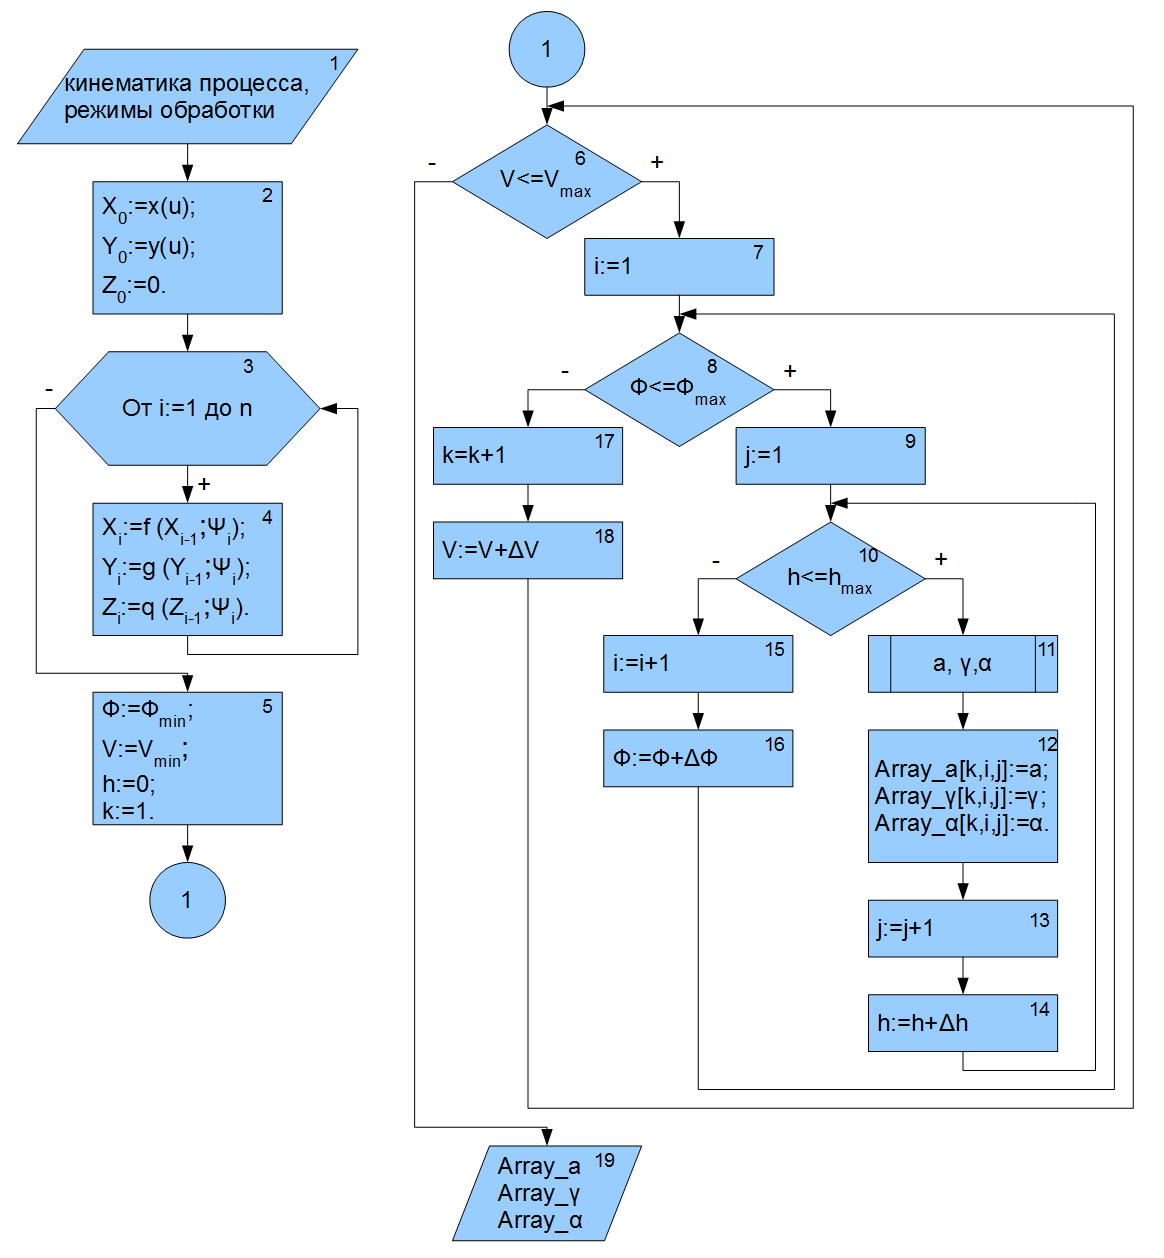 1
кинематика процесса,
режимы обработки
2
X0:=x(u);
Y0:=y(u);
Z0:=0.
3
От i:=1 до n
-
+
4
Xi:=f (Xi-1;Ψi);
Yi:=g (Yi-1;Ψi);
Zi:=q (Zi-1;Ψi).
5
Φ:=Φmin;
V:=Vmin;
h:=0;
k:=1.
1
1
6
V<=Vmax
-
+
7
i:=1
8
Φ<=Φmax
-
+
17
k=k+1
9
j:=1
18
V:=V+ΔV
10
h<=hmax
-
+
15
i:=i+1
11
a, γ,α
16
Φ:=Φ+ΔΦ
12
Array_a[k,i,j]:=a;
Array_γ[k,i,j]:=γ;
Array_α[k,i,j]:=α.
13
j:=j+1
14
h:=h+Δh
19
Array_a
Array_γ
Array_α